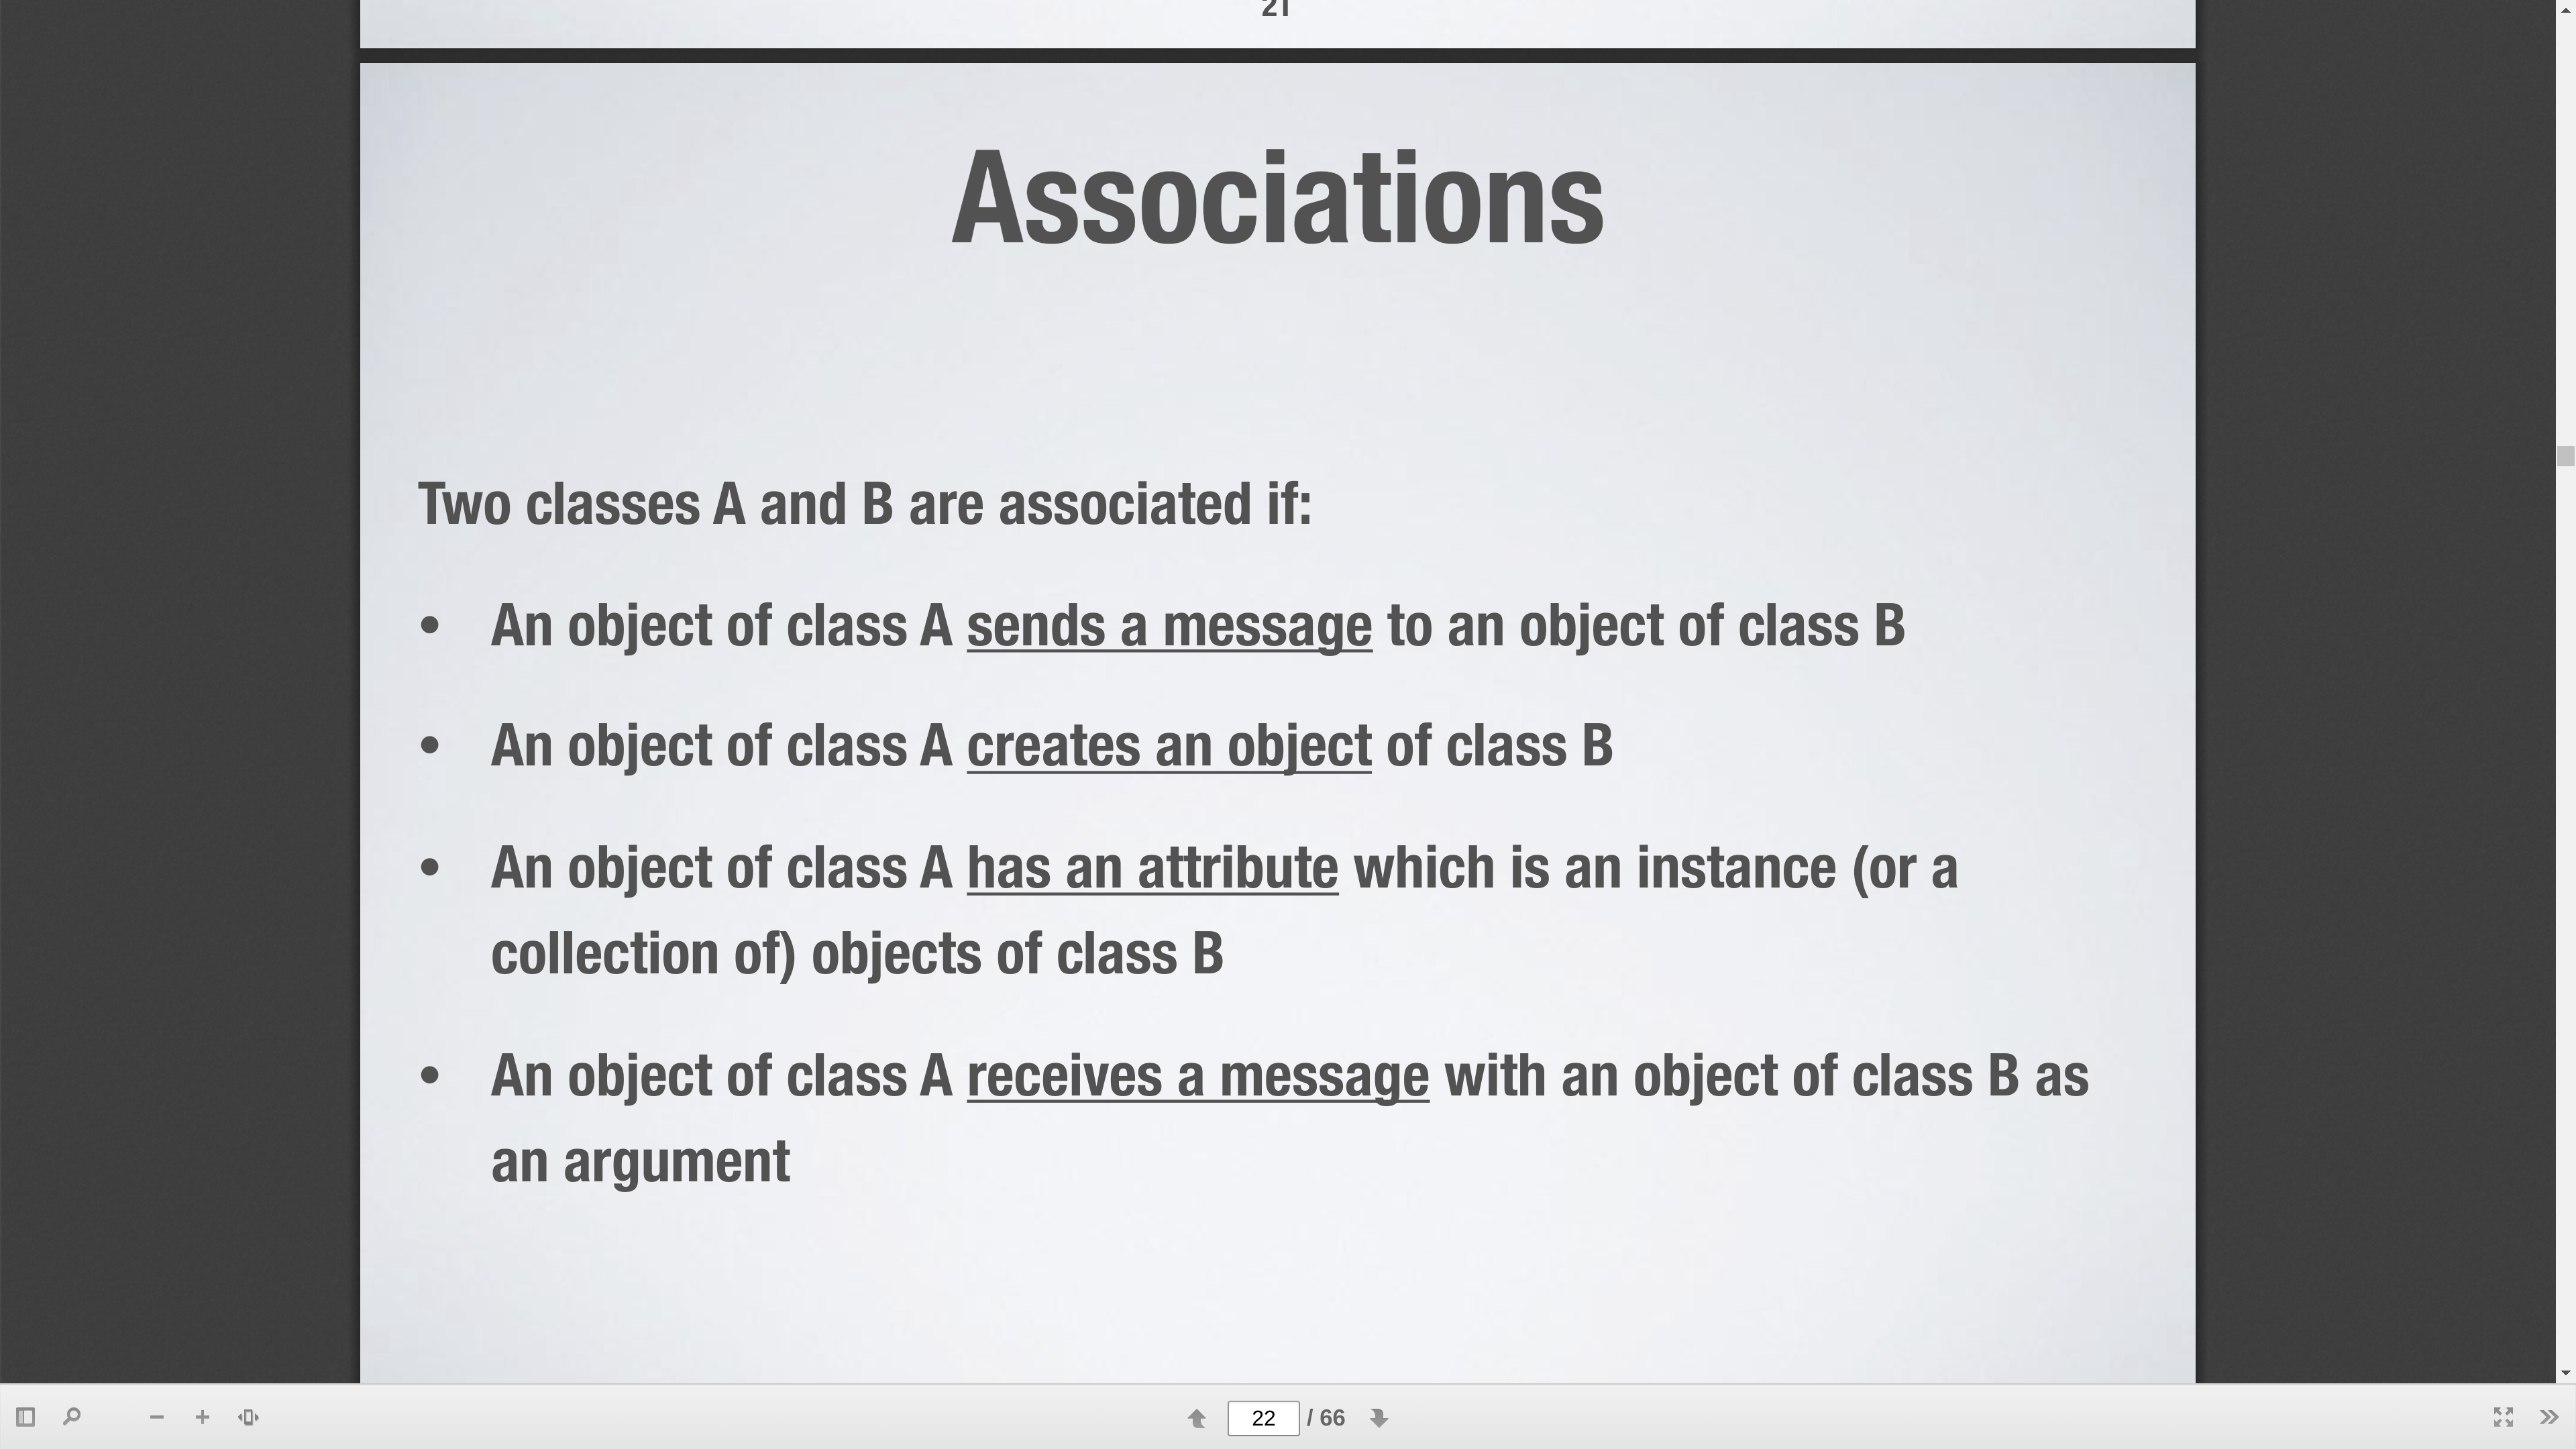 21
Associations
Two classes A and B are associated if:
• An object of class A sends a message to an object of class B
• An object of class A creates an object of class B
• An object of class A has an attribute which is an instance (or a
collection of) objects of class B
• An object of class A receives a message with an object of class B as
an argument
22 / 66